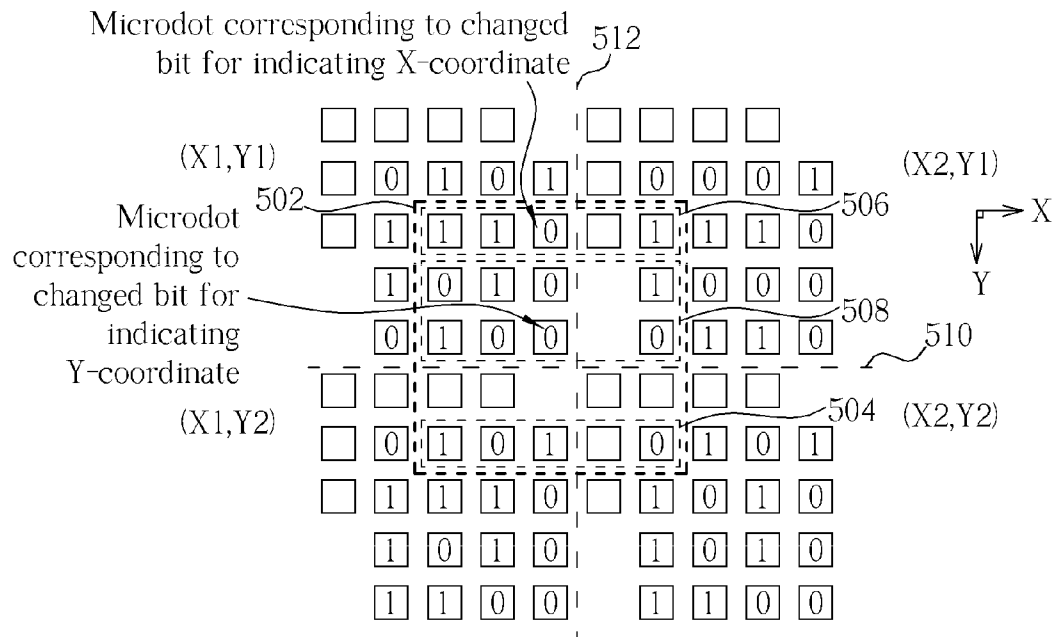 Microdot corresponding to changed
bit for indicating X-coordinate
512
(X1,Y1)
0 1 0 1 0 0 0 1
(X2,Y1)
502
506
Microdot
corresponding to
changed bit for
indicating
Y-coordinate
1 1 1 0 1 1 1 0
X
Y
1 0 1 0 1 0 0 0
508
0 1 0 0 0 1 1 0
510
(X1,Y2)
504
(X2,Y2)
0 1 0 1 0 1 0 1
1 1 1 0 1 0 1 0
1 0 1 0 1 0 1 0
1 1 0 0 1 1 0 0